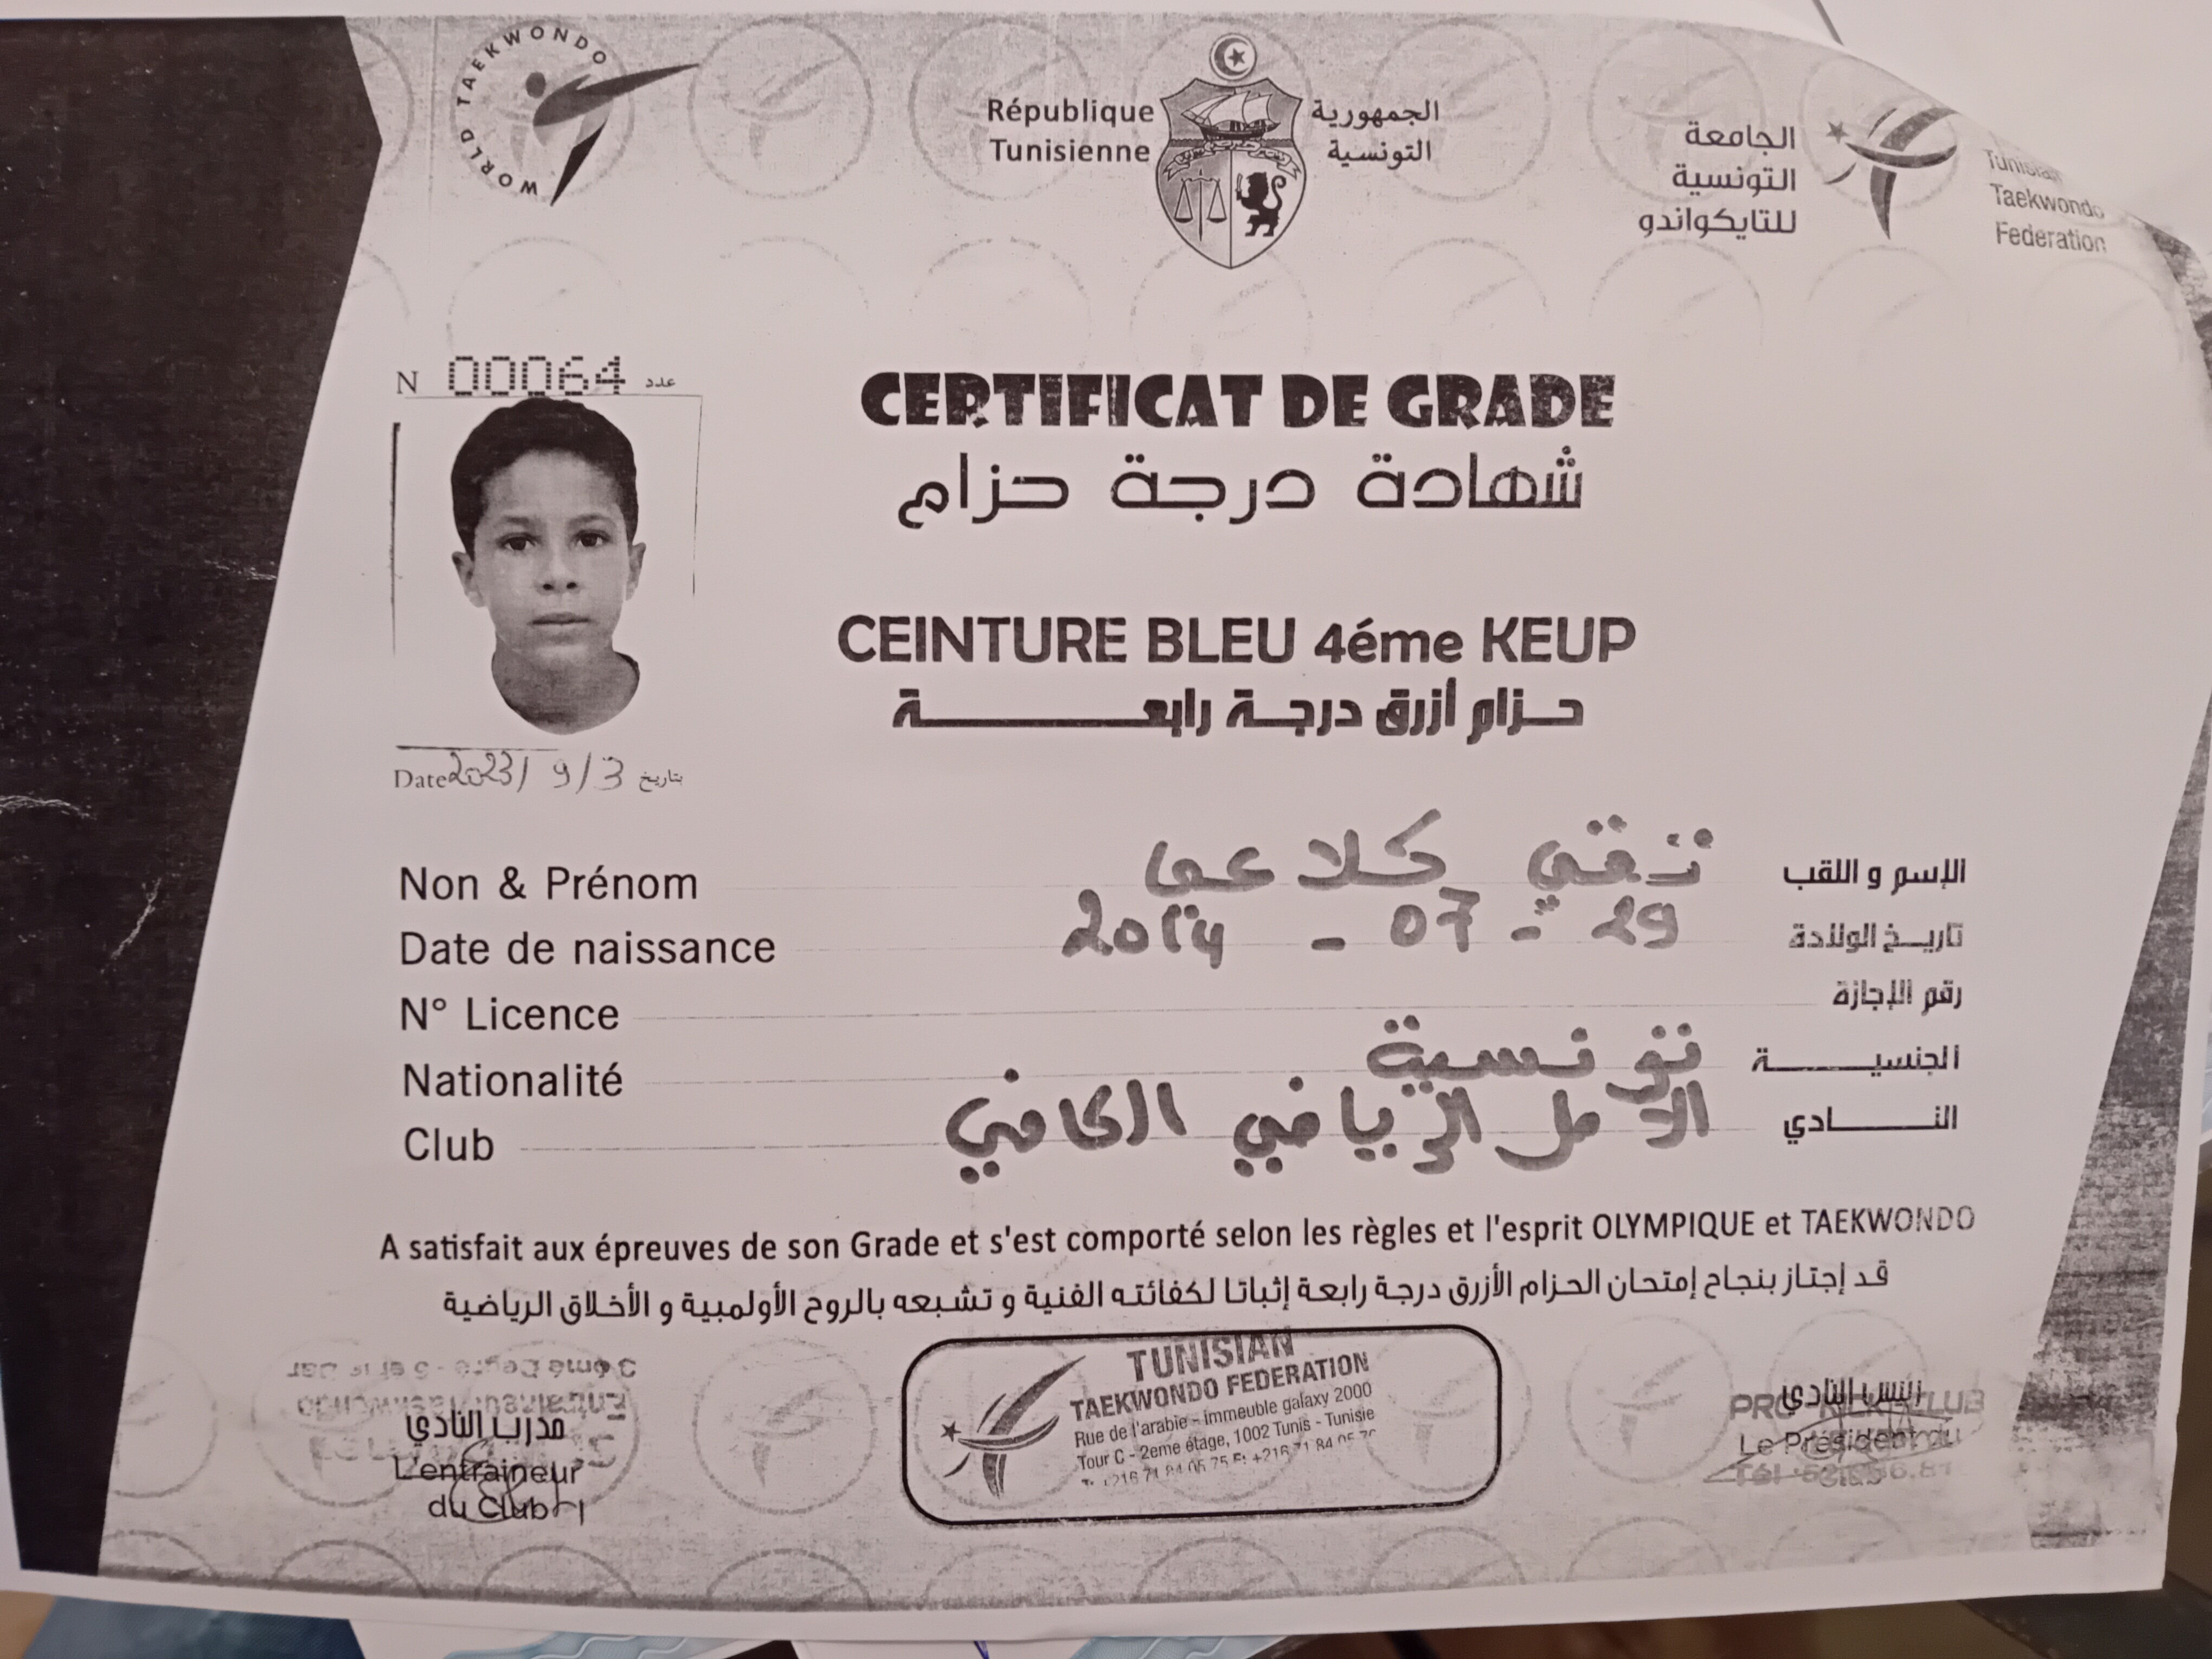 WORLD TAEKWONDO
République الجمهورية
Tunisienne التونسية
الجامعة
التونسية
للتايكواندو
Tunisian
Taekwondo
Federation
N 00064 عدد
CERTIFICAT DE GRADE
شهادة درجة حزام
CEINTURE BLEU 4éme KEUP
حزام أزرق درجة رابعة
Date 2023/ 9/3 بتاريخ
Non & Prénom كلاعي الإسم و اللقب
Date de naissance 29 - 07 - 2014 تاريخ الولادة
N° Licence رقم الإجازة
Nationalité تونسية الجنسية
Club الأمل الرياضي الكافي النادي
A satisfait aux épreuves de son Grade et s'est comporté selon les règles et l'esprit OLYMPIQUE et TAEKWONDO
قد إجتاز بنجاح إمتحان الحزام الأزرق درجة رابعة إثباتا لكفائته الفنية و تشبعه بالروح الأولمبية و الأخلاق الرياضية
مدرب النادي
L'entraineur
du Club
TUNISIAN
TAEKWONDO FEDERATION
Rue de l'arabie - immeuble galaxy 2000
Tour C - 2eme étage, 1002 Tunis - Tunisie
رئيس النادي
Le Président du
Club